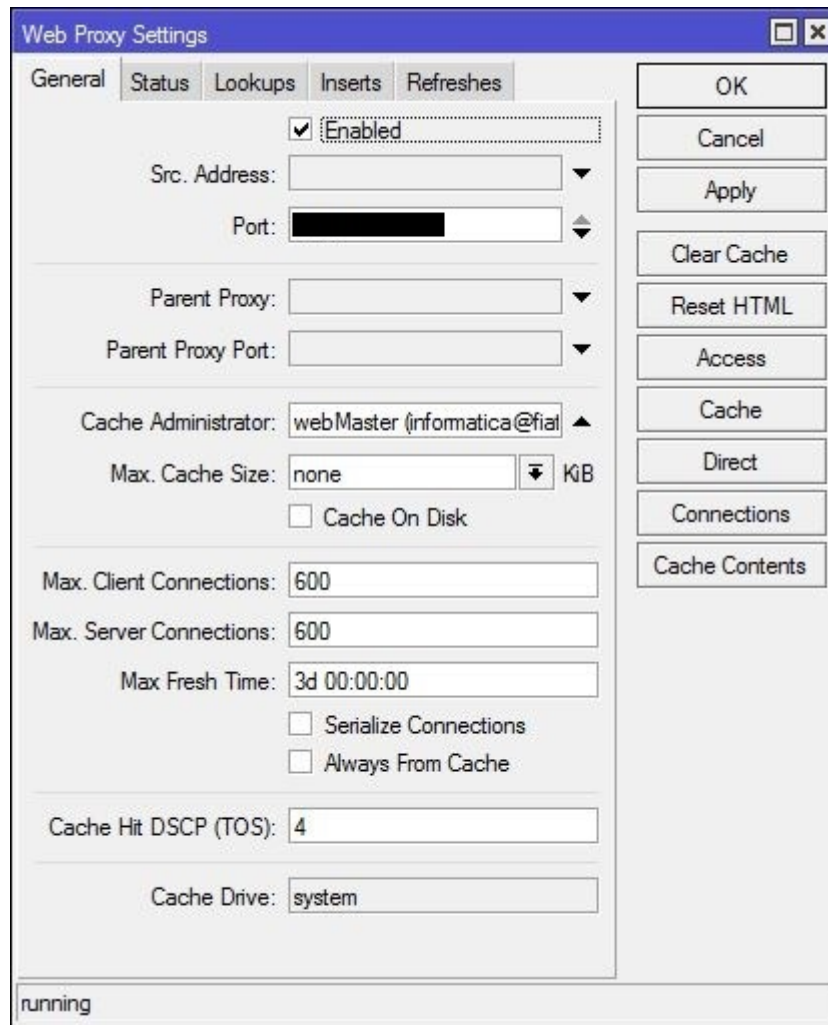 Web Proxy Settings
General Status Lookups Inserts Refreshes
Enabled
Src. Address:
Port:
Parent Proxy:
Parent Proxy Port:
Cache Administrator: webMaster (informatica@fiat
Max. Cache Size: none KiB
Cache On Disk
Max. Client Connections: 600
Max. Server Connections: 600
Max Fresh Time: 3d 00:00:00
Serialize Connections
Always From Cache
Cache Hit DSCP (TOS): 4
Cache Drive: system
OK
Cancel
Apply
Clear Cache
Reset HTML
Access
Cache
Direct
Connections
Cache Contents
running